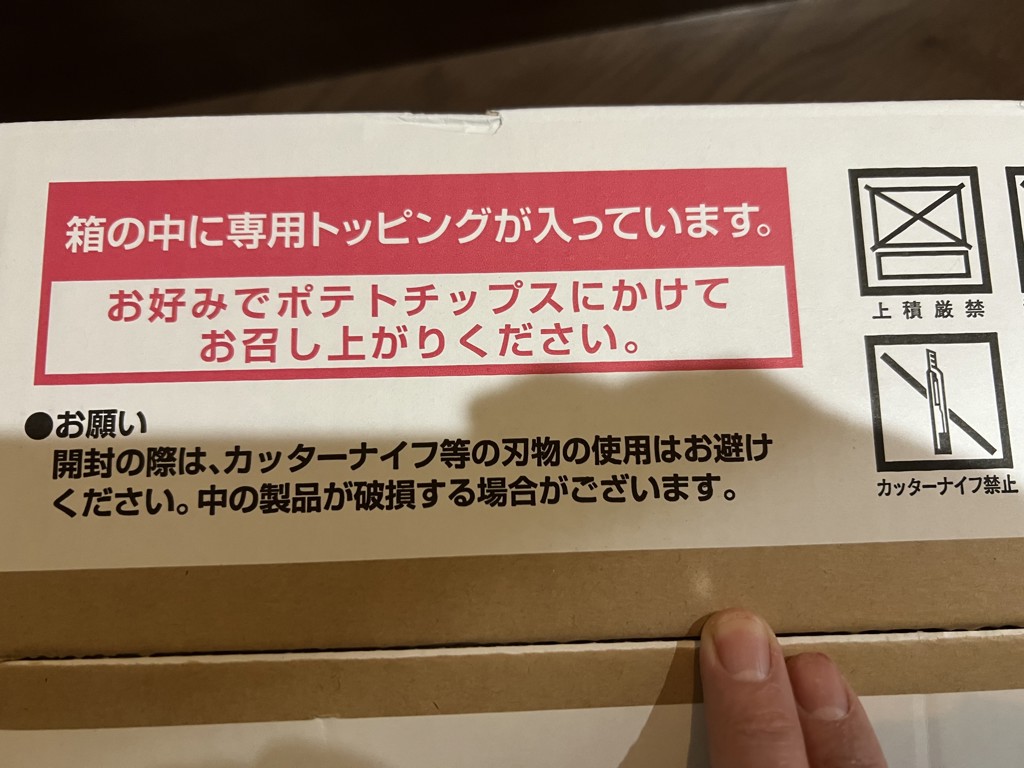 箱の中に専用トッピングが入っています。
お好みでポテトチップスにかけて
お召し上がりください。
●お願い
開封の際は、カッターナイフ等の刃物の使用はお避け
ください。中の製品が破損する場合がございます。
上積厳禁
カッターナイフ禁止